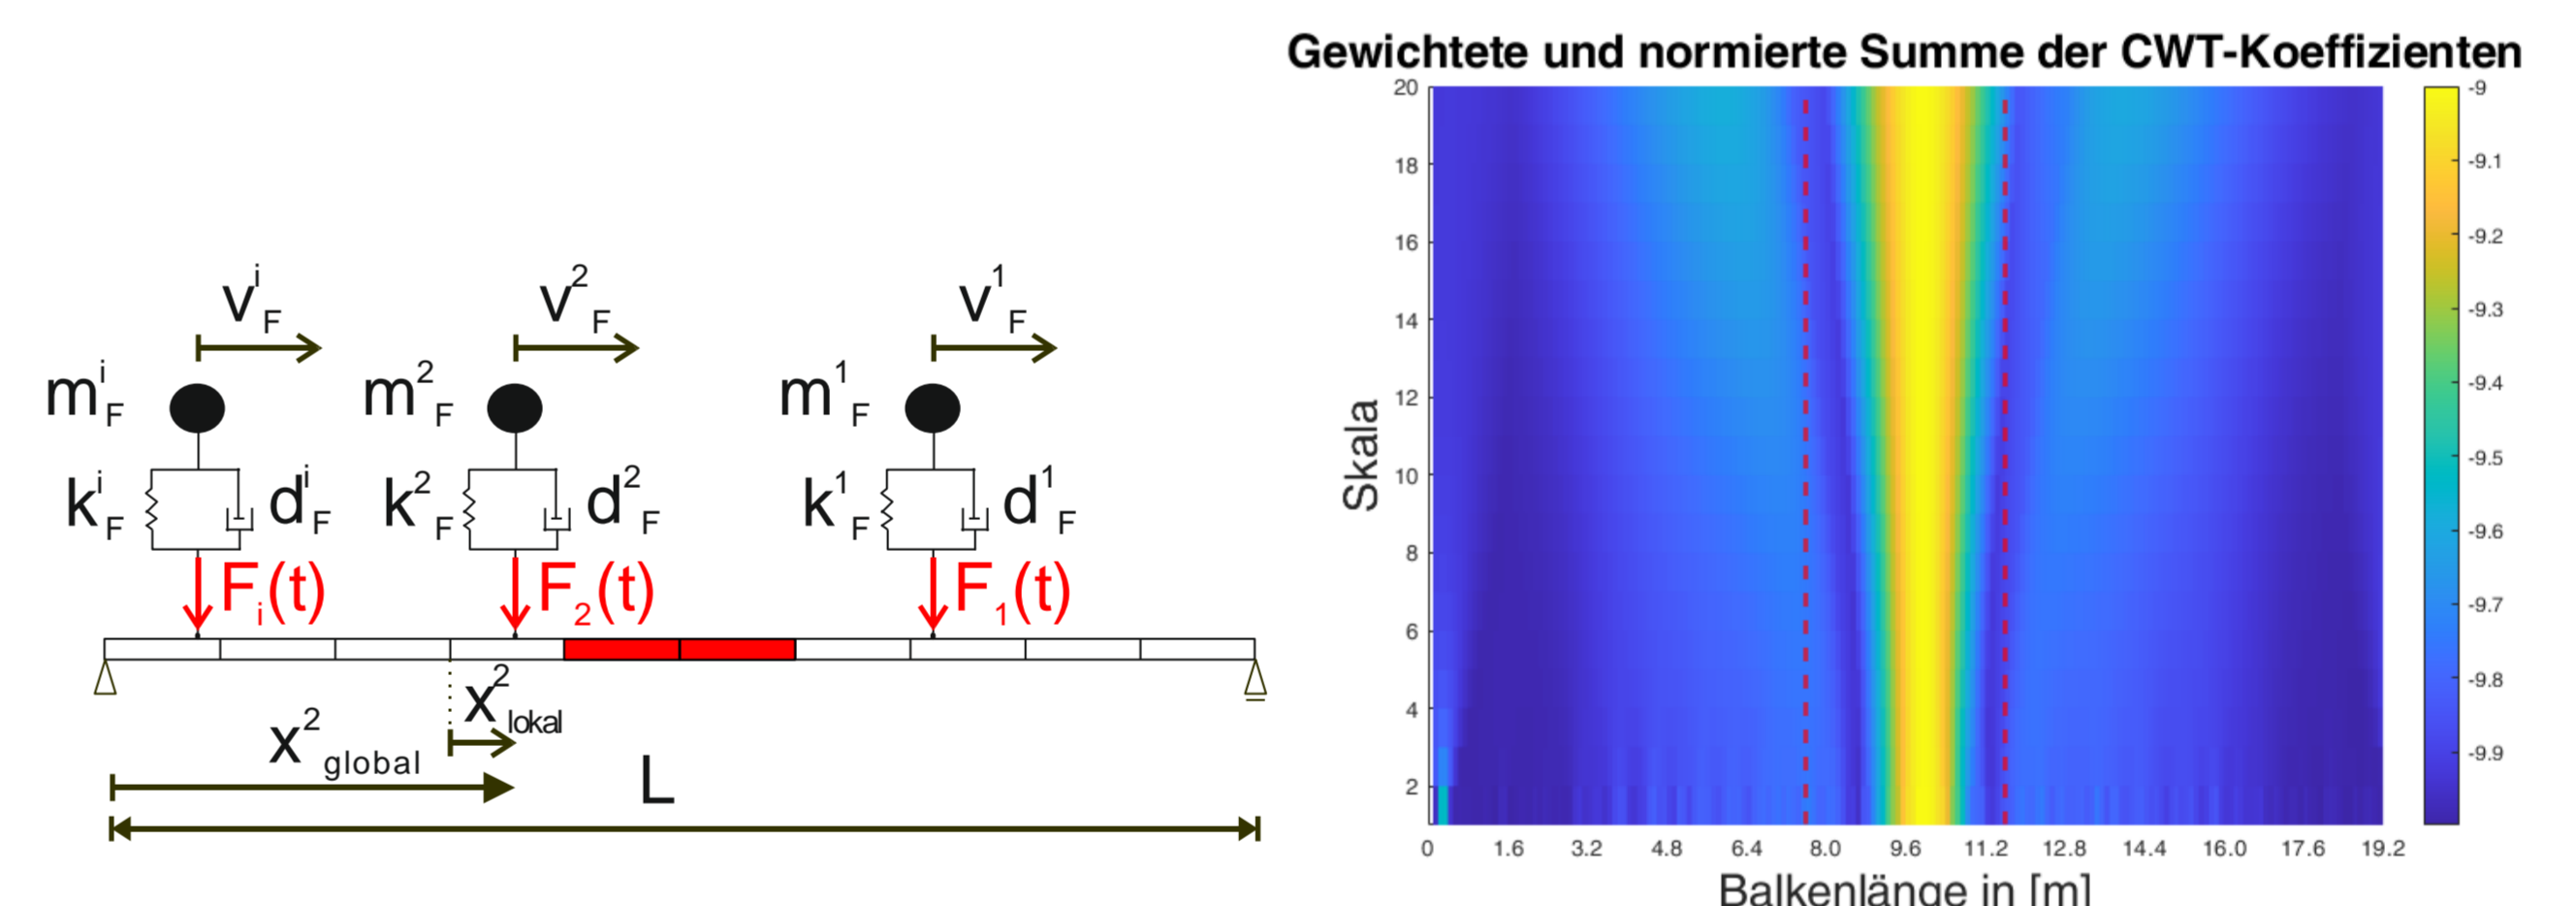 v^i_F v^2_F v^1_F
m^i_F m^2_F m^1_F
k^i_F d^i_F k^2_F d^2_F k^1_F d^1_F
F_i(t) F_2(t) F_1(t)
x^2_lokal
x^2_global
L
Gewichtete und normierte Summe der CWT-Koeffizienten
20
18
16
14
12
10
8
6
4
2
Skala
0 1.6 3.2 4.8 6.4 8.0 9.6 11.2 12.8 14.4 16.0 17.6 19.2
Balkenlänge in [m]
-9
-9.1
-9.2
-9.3
-9.4
-9.5
-9.6
-9.7
-9.8
-9.9